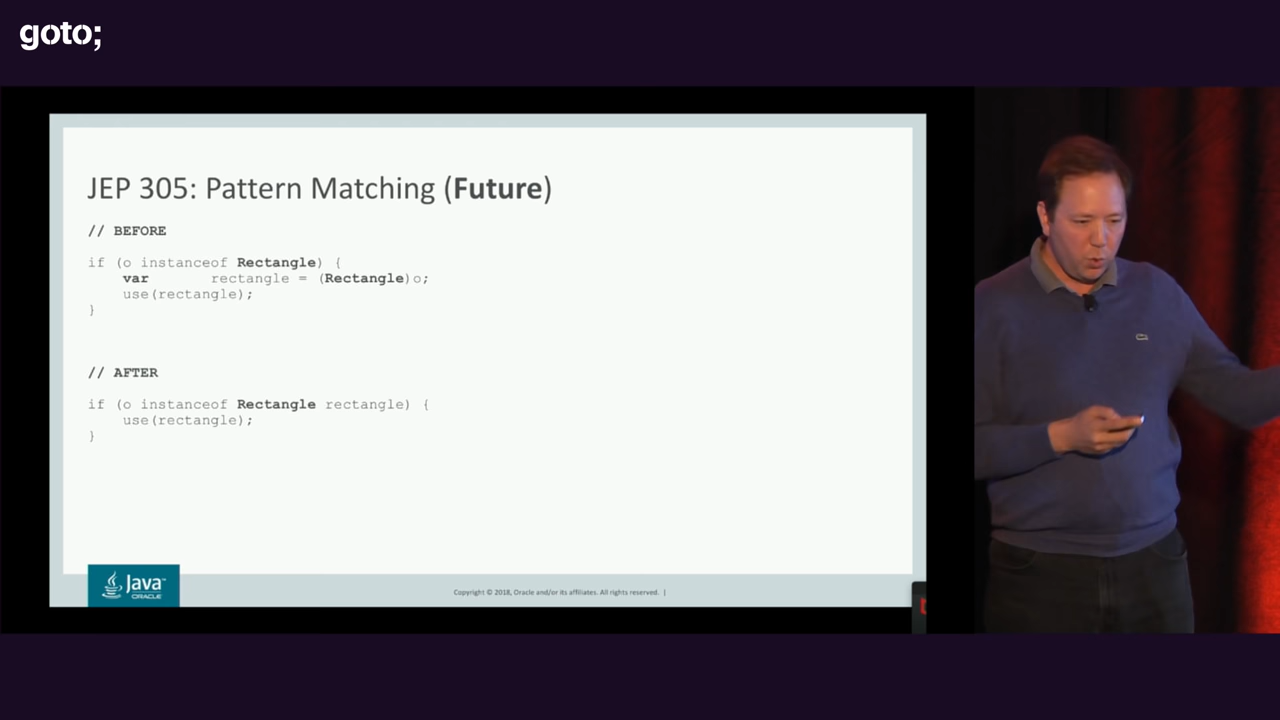 goto;
JEP 305: Pattern Matching (Future)
// BEFORE
if (o instanceof Rectangle) {
    var       rectangle = (Rectangle)o;
    use(rectangle);
}
// AFTER
if (o instanceof Rectangle rectangle) {
    use(rectangle);
}
Java™
ORACLE
Copyright © 2018, Oracle and/or its affiliates. All rights reserved. |